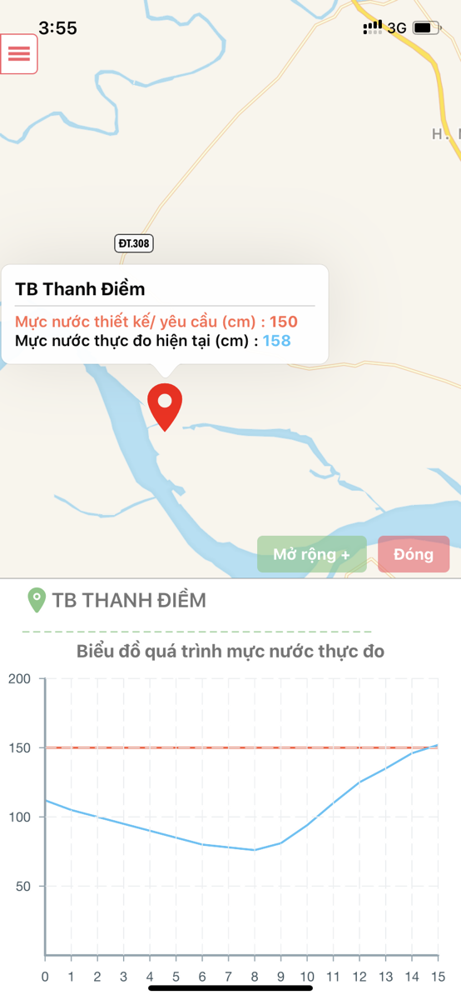 3:55
3G
H. N
ĐT.308
TB Thanh Điềm
Mực nước thiết kế/ yêu cầu (cm) : 150
Mực nước thực đo hiện tại (cm) : 158
Mở rộng +
Đóng
TB THANH ĐIỀM
Biểu đồ quá trình mực nước thực đo
200
150
100
50
0 1 2 3 4 5 6 7 8 9 10 11 12 13 14 15